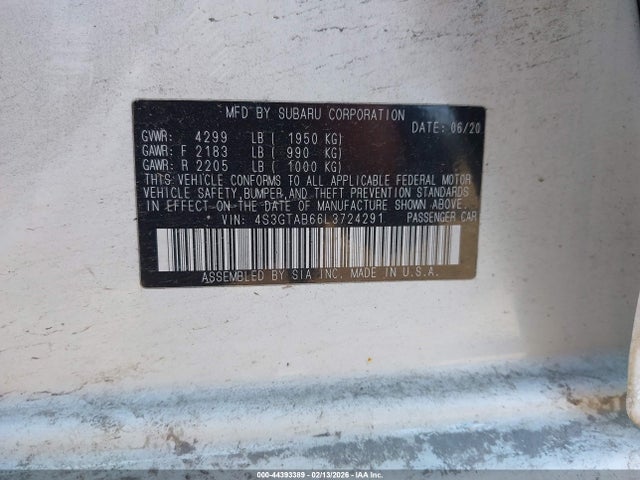 MFD BY SUBARU CORPORATION
DATE: 06/20
GVWR: 4299 LB ( 1950 KG)
GAWR: F 2183 LB ( 990 KG)
GAWR: R 2205 LB ( 1000 KG)
THIS VEHICLE CONFORMS TO ALL APPLICABLE FEDERAL MOTOR
VEHICLE SAFETY, BUMPER, AND THEFT PREVENTION STANDARDS
IN EFFECT ON THE DATE OF MANUFACTURE SHOWN ABOVE.
VIN: 4S3GTAB66L3724291 PASSENGER CAR
ASSEMBLED BY SIA INC. MADE IN U.S.A.
000-44393389 - 02/13/2026 - IAA Inc.